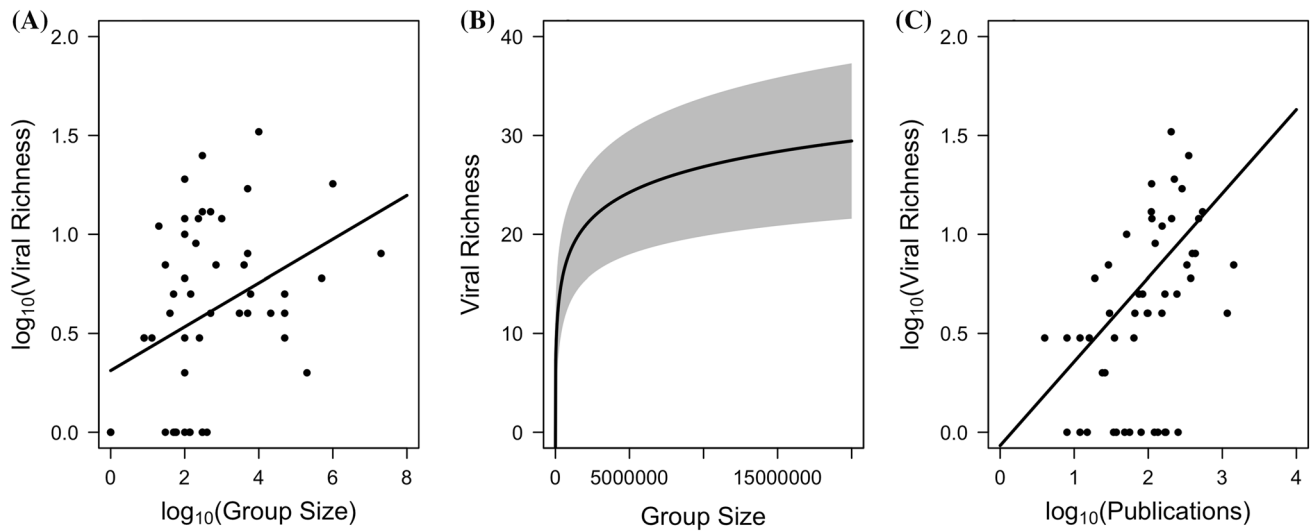 (A)
2.0
1.5
1.0
0.5
0.0
log10(Viral Richness)
0 2 4 6 8
log10(Group Size)
(B)
40
30
20
10
0
Viral Richness
0 5000000 15000000
Group Size
(C)
2.0
1.5
1.0
0.5
0.0
log10(Viral Richness)
0 1 2 3 4
log10(Publications)